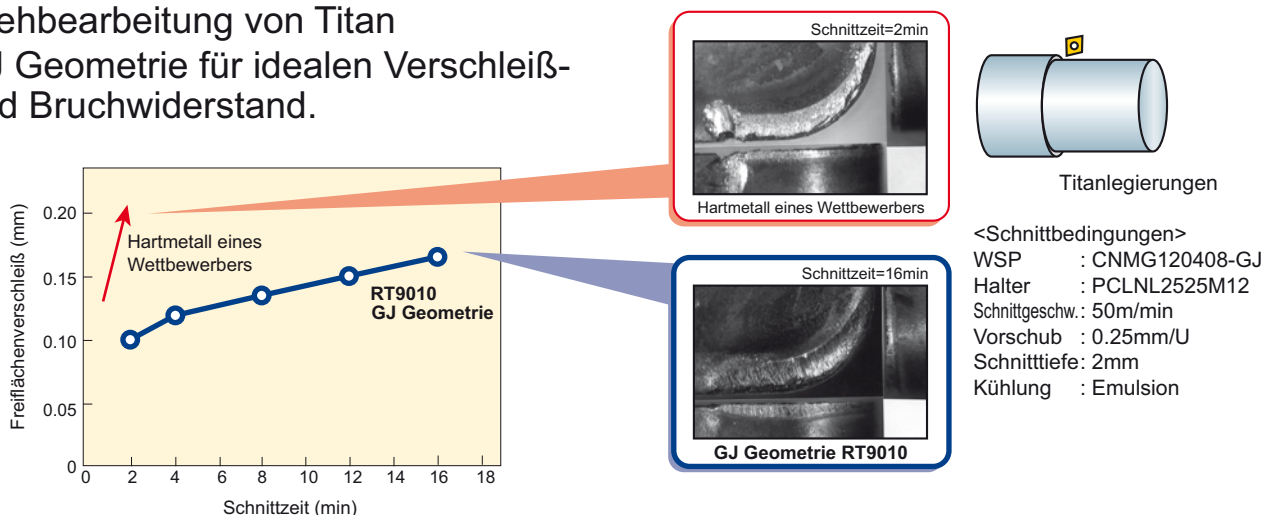 ehbearbeitung von Titan
Geometrie für idealen Verschleiß-
d Bruchwiderstand.
Freiflächenverschleiß (mm)
0.20
0.15
0.10
0.05
0
Hartmetall eines
Wettbewerbers
RT9010
GJ Geometrie
0 2 4 6 8 10 12 14 16 18
Schnittzeit (min)
Schnittzeit=2min
Hartmetall eines Wettbewerbers
Schnittzeit=16min
GJ Geometrie RT9010
Titanlegierungen
<Schnittbedingungen>
WSP : CNMG120408-GJ
Halter : PCLNL2525M12
Schnittgeschw.: 50m/min
Vorschub : 0.25mm/U
Schnitttiefe: 2mm
Kühlung : Emulsion